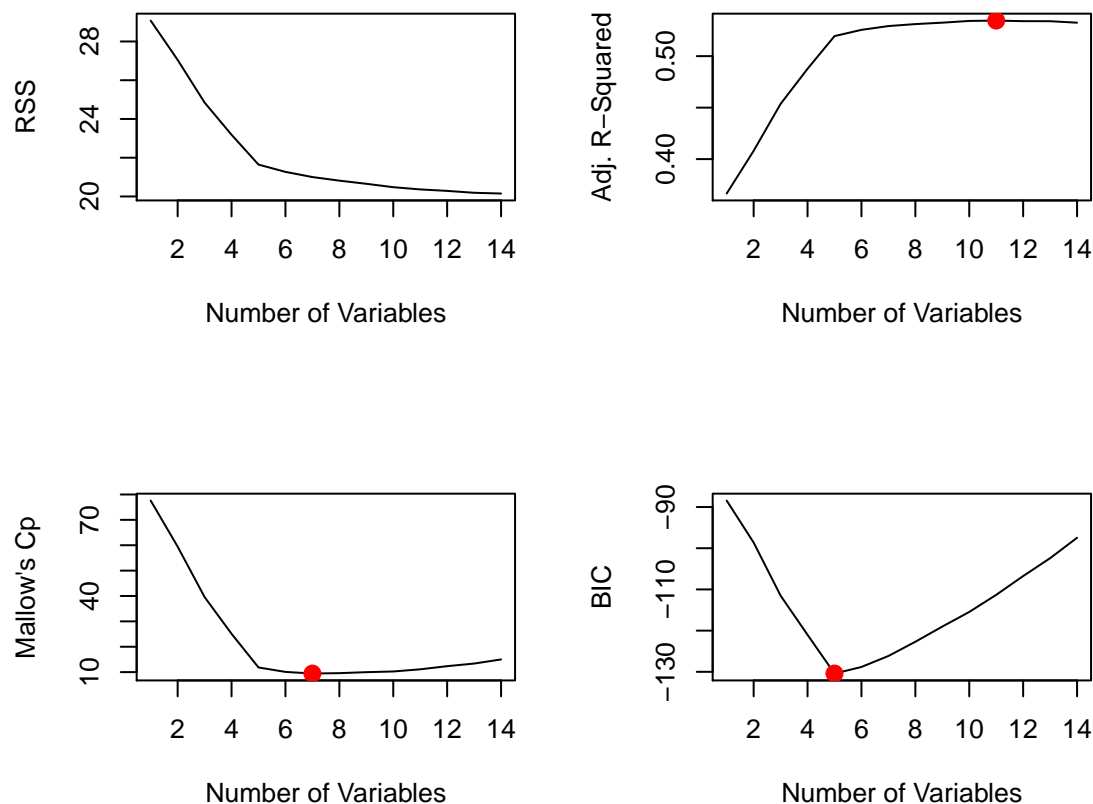 RSS
28
24
20
2 4 6 8 10 12 14
Number of Variables
Adj. R−Squared
0.50
0.40
2 4 6 8 10 12 14
Number of Variables
Mallow's Cp
70
40
10
2 4 6 8 10 12 14
Number of Variables
BIC
−90
−110
−130
2 4 6 8 10 12 14
Number of Variables